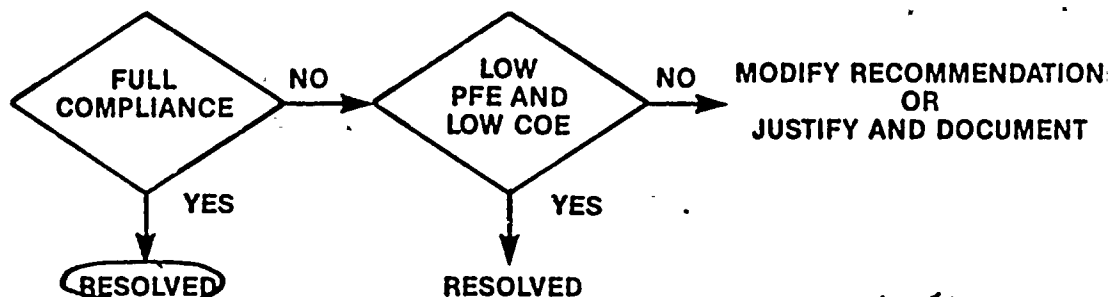 FULL
COMPLIANCE
NO
LOW
PFE AND
LOW COE
NO
MODIFY RECOMMENDATION
OR
JUSTIFY AND DOCUMENT
YES
YES
RESOLVED
RESOLVED